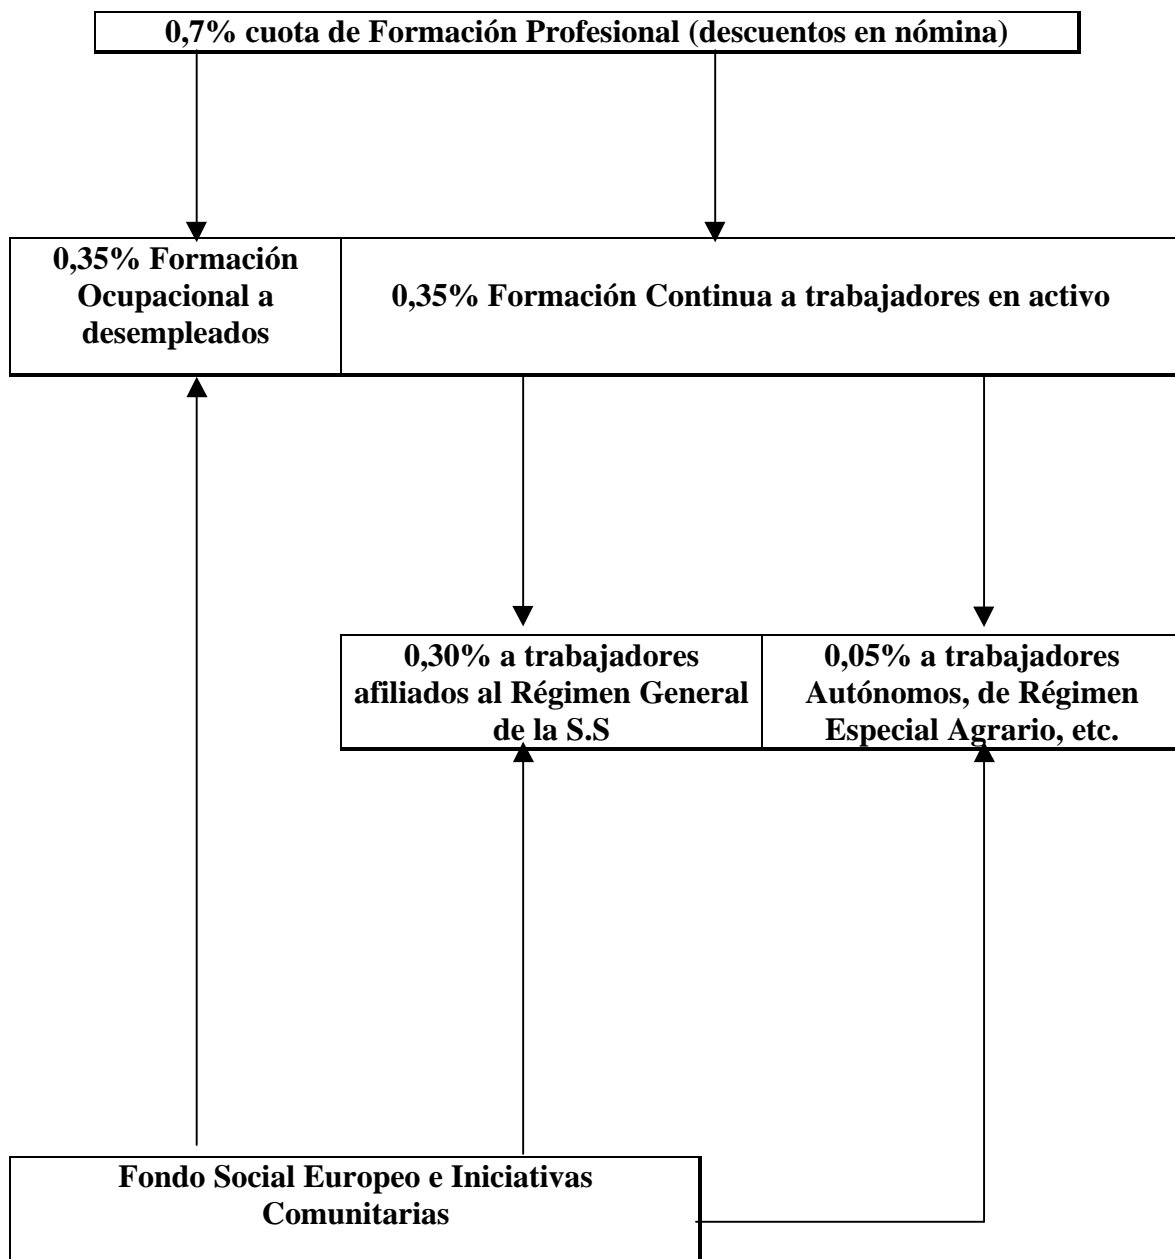 0,7% cuota de Formación Profesional (descuentos en nómina)
0,35% Formación
Ocupacional a
desempleados
0,35% Formación Continua a trabajadores en activo
0,30% a trabajadores
afiliados al Régimen General
de la S.S
0,05% a trabajadores
Autónomos, de Régimen
Especial Agrario, etc.
Fondo Social Europeo e Iniciativas
Comunitarias